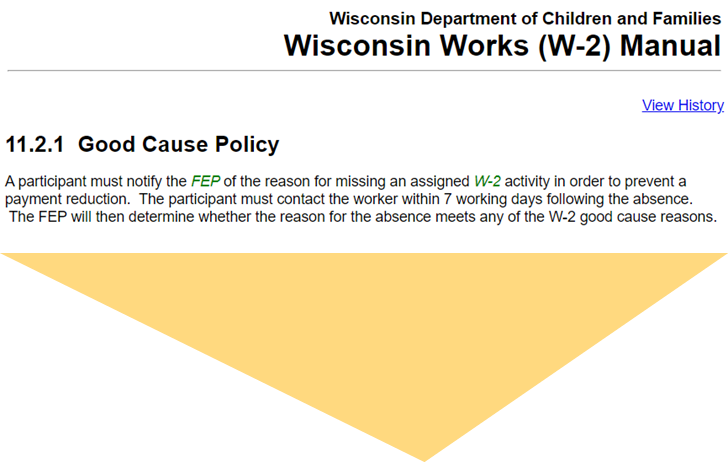 Wisconsin Department of Children and Families
Wisconsin Works (W-2) Manual
View History
11.2.1 Good Cause Policy
A participant must notify the FEP of the reason for missing an assigned W-2 activity in order to prevent a
payment reduction. The participant must contact the worker within 7 working days following the absence.
The FEP will then determine whether the reason for the absence meets any of the W-2 good cause reasons.